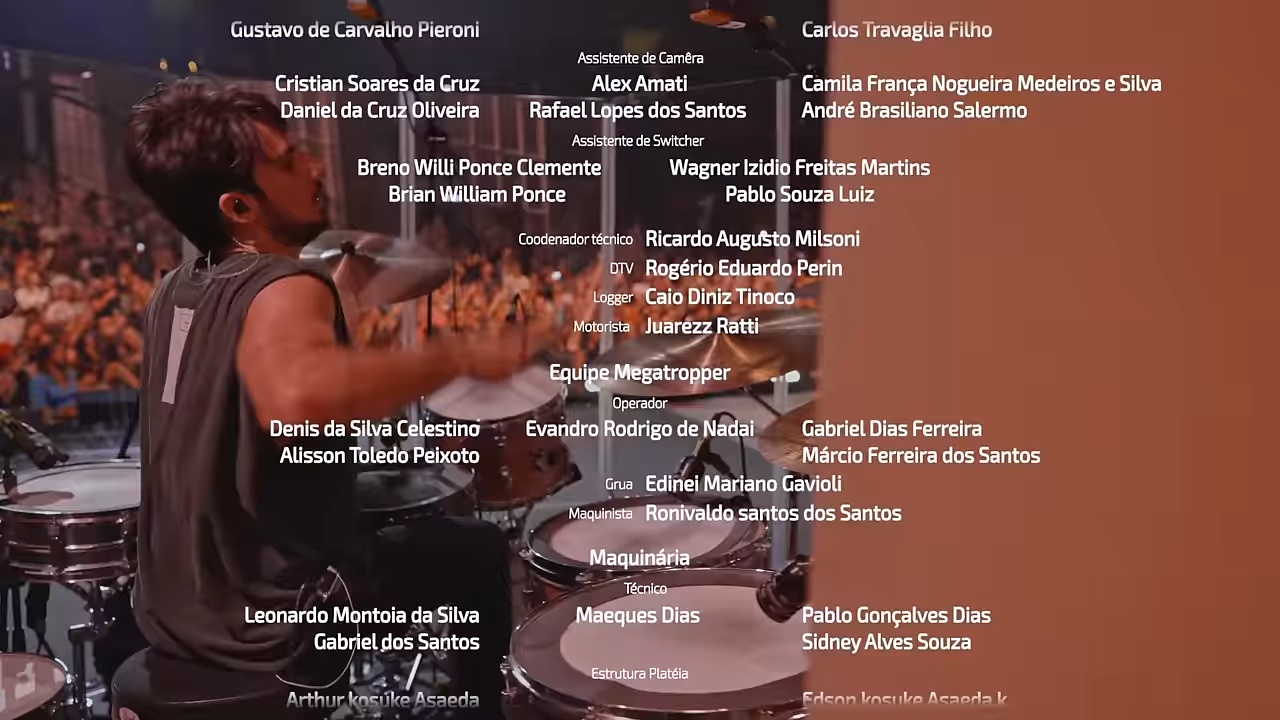 Gustavo de Carvalho Pieroni Carlos Travaglia Filho
Assistente de Camêra
Cristian Soares da Cruz Alex Amati Camila França Nogueira Medeiros e Silva
Daniel da Cruz Oliveira Rafael Lopes dos Santos André Brasiliano Salermo
Assistente de Switcher
Breno Willi Ponce Clemente Wagner Izidio Freitas Martins
Brian William Ponce Pablo Souza Luiz
Coodenador técnico Ricardo Augusto Milsoni
DTV Rogério Eduardo Perin
Logger Caio Diniz Tinoco
Motorista Juarezz Ratti
Equipe Megatropper
Operador
Denis da Silva Celestino Evandro Rodrigo de Nadai Gabriel Dias Ferreira
Alisson Toledo Peixoto Márcio Ferreira dos Santos
Grua Edinei Mariano Gavioli
Maquinista Ronivaldo santos dos Santos
Maquinária
Técnico
Leonardo Montoia da Silva Maeques Dias Pablo Gonçalves Dias
Gabriel dos Santos Sidney Alves Souza
Estrutura Platéia
Arthur kosuke Asaeda Edson kosuke Asaeda k